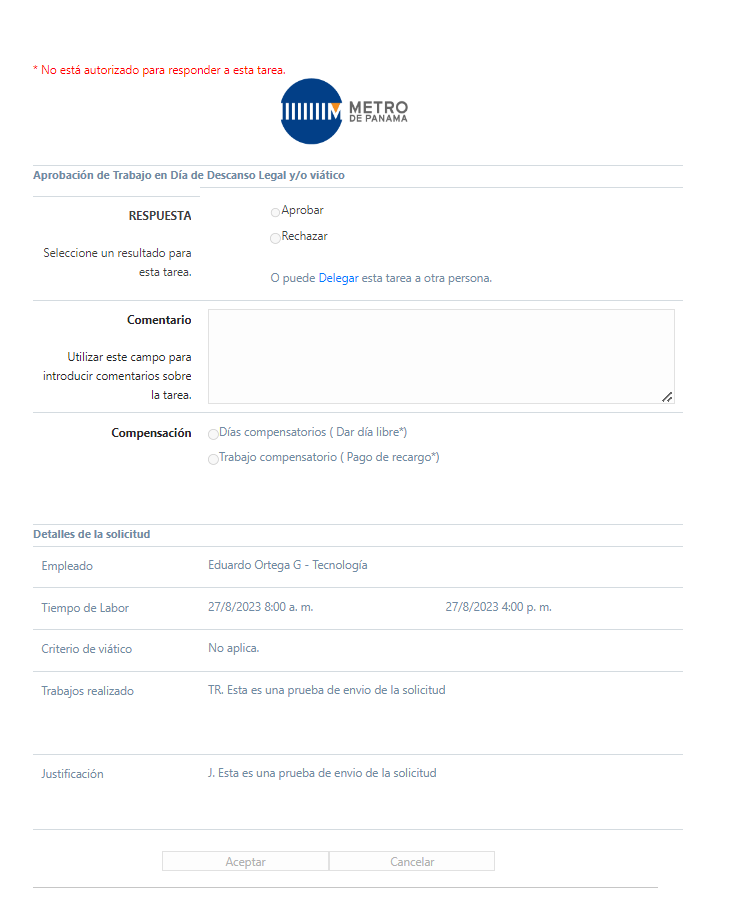 * No está autorizado para responder a esta tarea.
METRO
DE PANAMA
Aprobación de Trabajo en Día de Descanso Legal y/o viático
RESPUESTA
Seleccione un resultado para
esta tarea.
Aprobar
Rechazar
O puede Delegar esta tarea a otra persona.
Comentario
Utilizar este campo para
introducir comentarios sobre
la tarea.
Compensación
Días compensatorios ( Dar día libre*)
Trabajo compensatorio ( Pago de recargo*)
Detalles de la solicitud
Empleado Eduardo Ortega G - Tecnología
Tiempo de Labor 27/8/2023 8:00 a. m. 27/8/2023 4:00 p. m.
Criterio de viático No aplica.
Trabajos realizado TR. Esta es una prueba de envio de la solicitud
Justificación J. Esta es una prueba de envio de la solicitud
Aceptar Cancelar